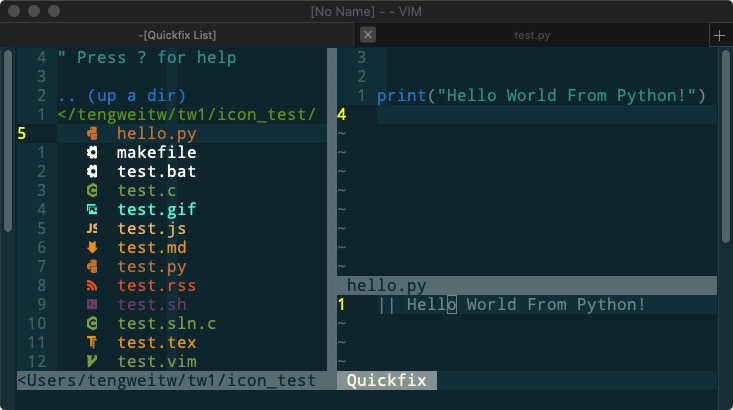 [No Name] - - VIM
-[Quickfix List]
test.py
4 " Press ? for help
3
2 .. (up a dir)
1 </tengweitw/tw1/icon_test/
5 hello.py
1 makefile
2 test.bat
3 test.c
4 test.gif
5 JS test.js
6 test.md
7 test.py
8 test.rss
9 test.sh
10 test.sln.c
11 test.tex
12 test.vim
<Users/tengweitw/tw1/icon_test
3
2
1 print("Hello World From Python!")
4
~
~
~
~
~
~
~
~
hello.py
1 || Hello World From Python!
~
~
~
Quickfix